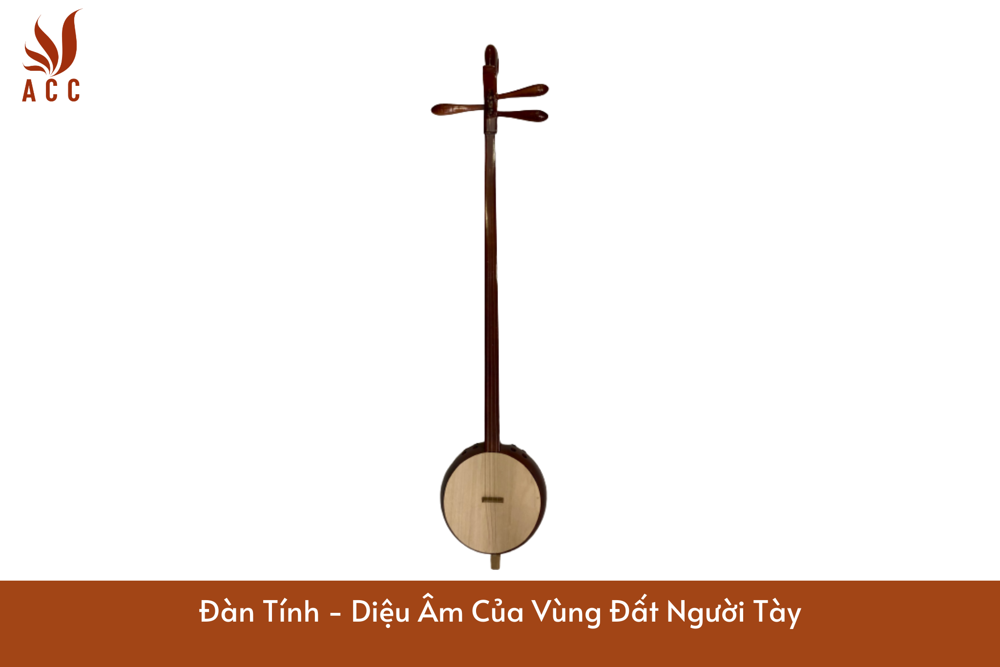 ACC
Đàn Tính - Diệu Âm Của Vùng Đất Người Tày